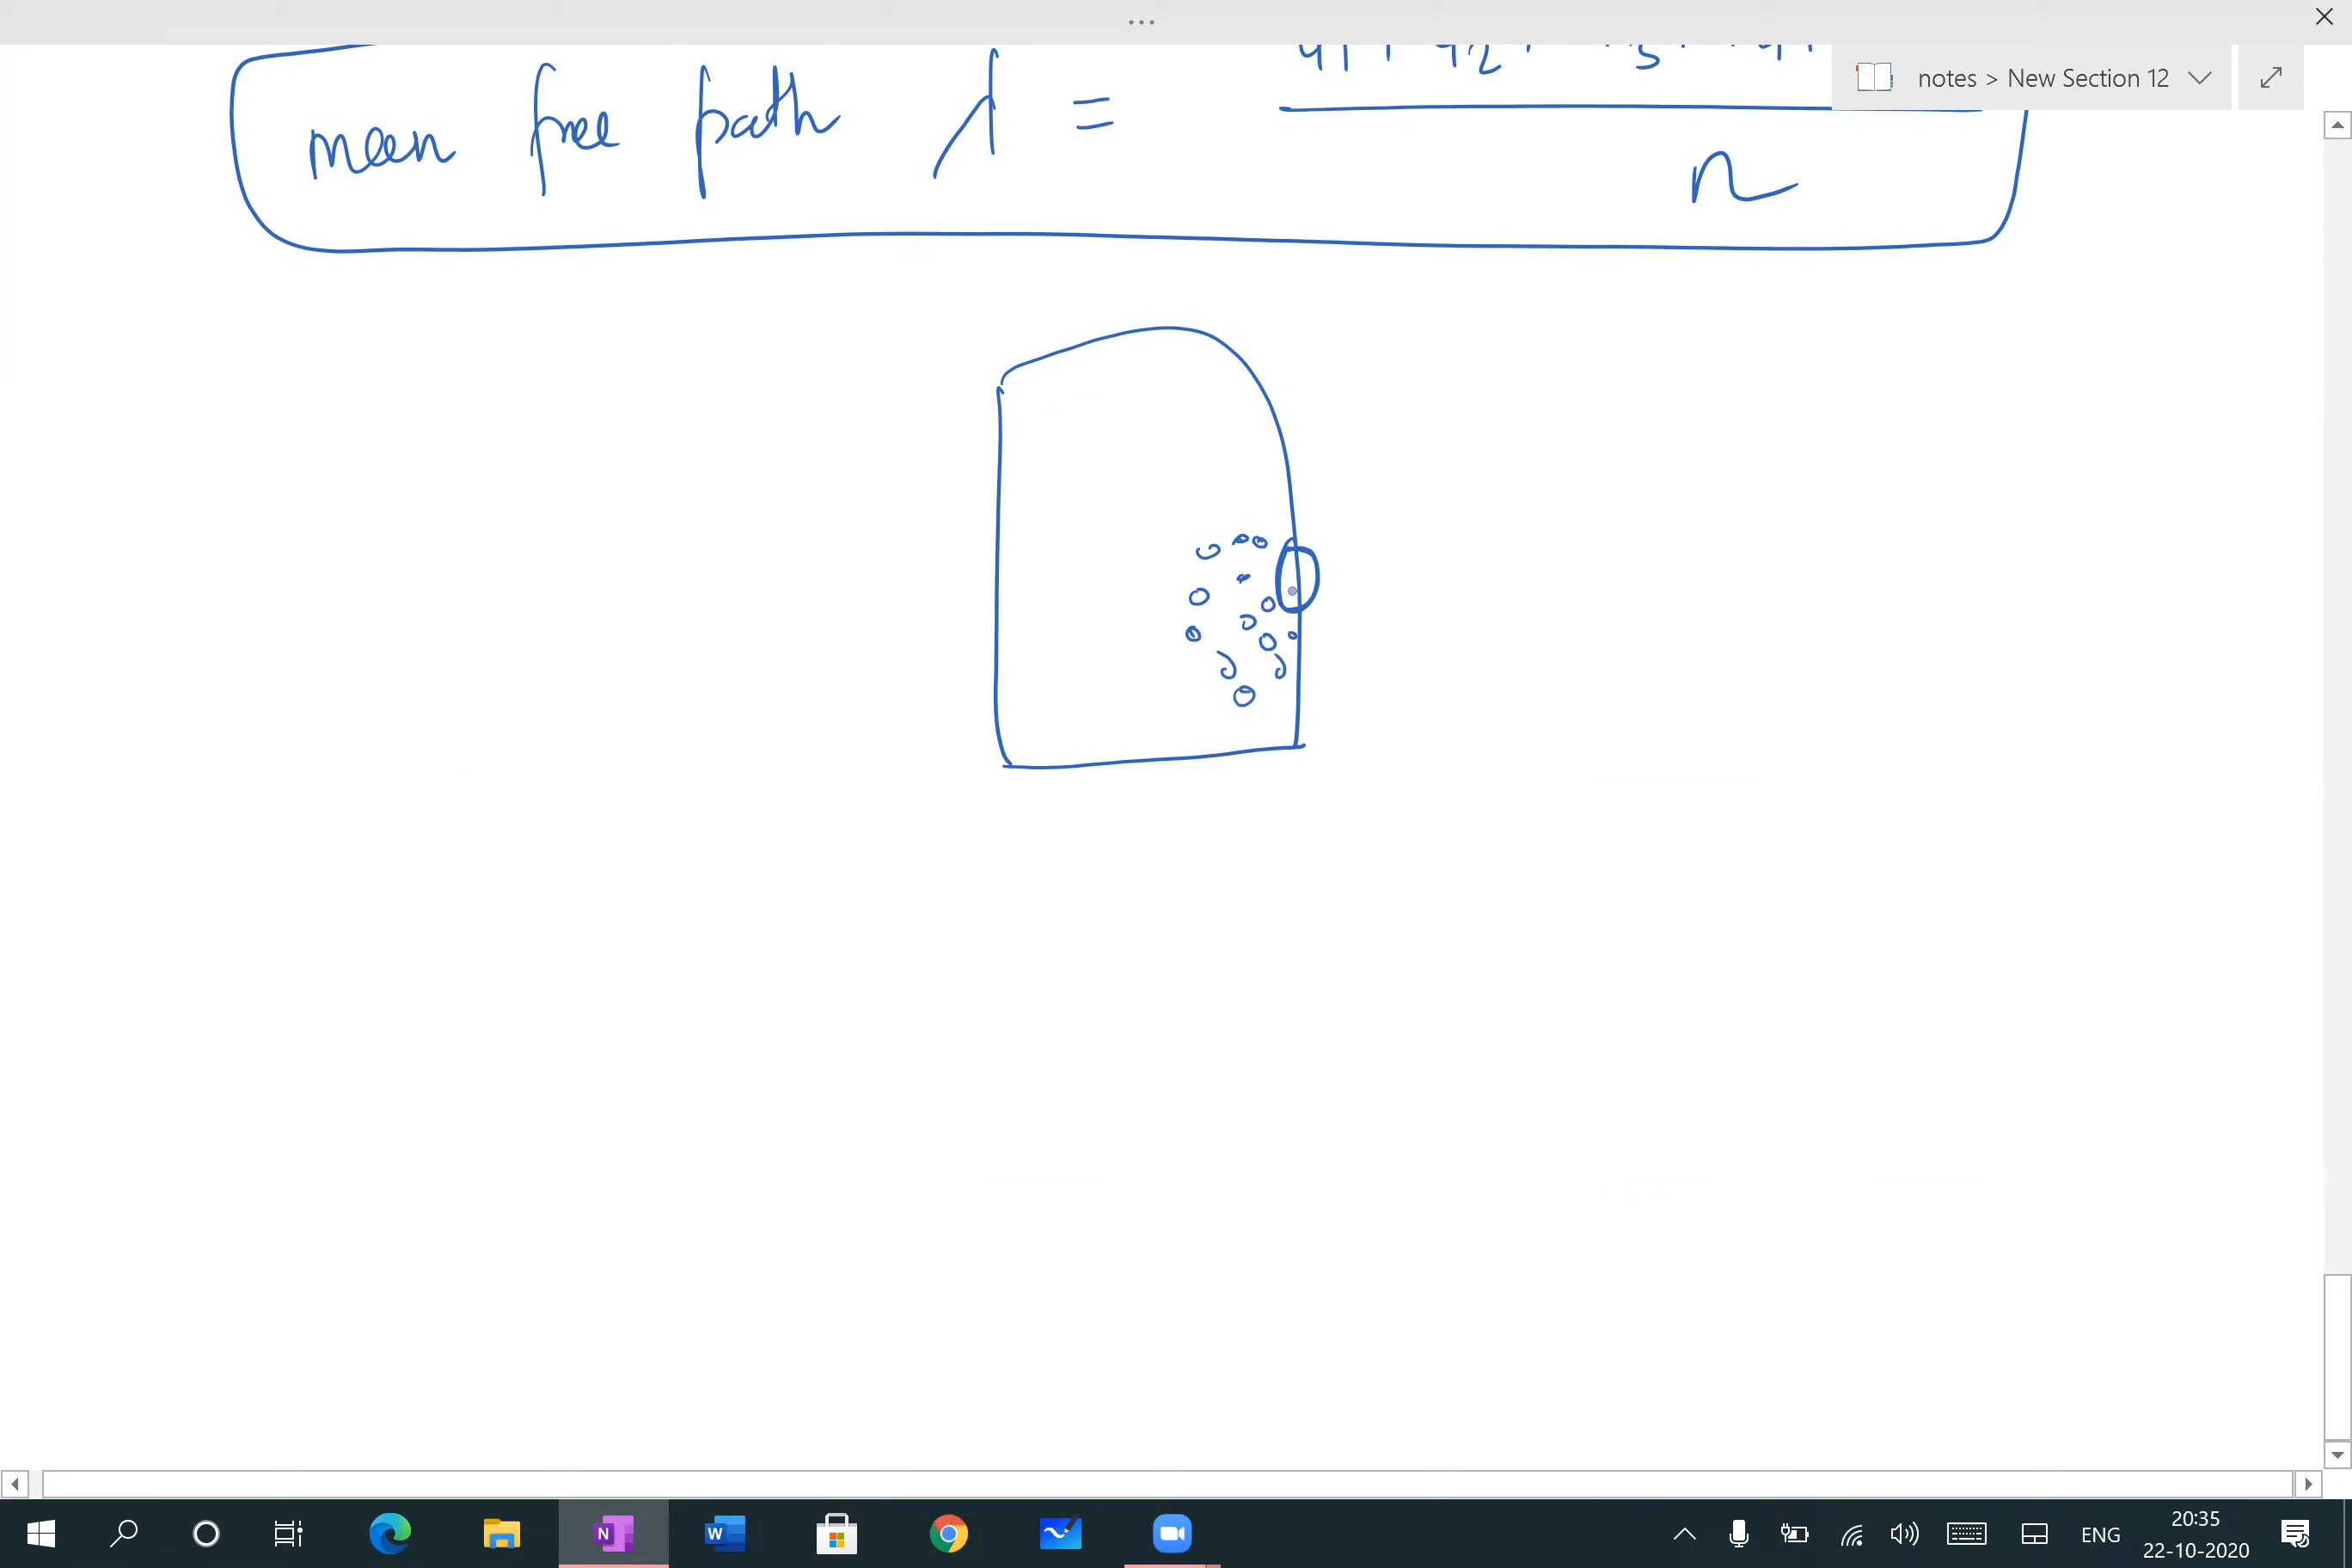 notes > New Section 12
mean free path λ =
n
ENG
20:35
22-10-2020